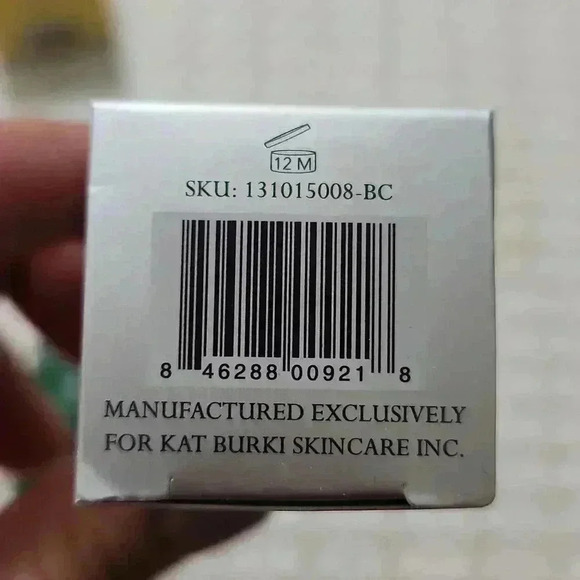 12 M
SKU: 131015008-BC
8 46288 00921 8
MANUFACTURED EXCLUSIVELY
FOR KAT BURKI SKINCARE INC.